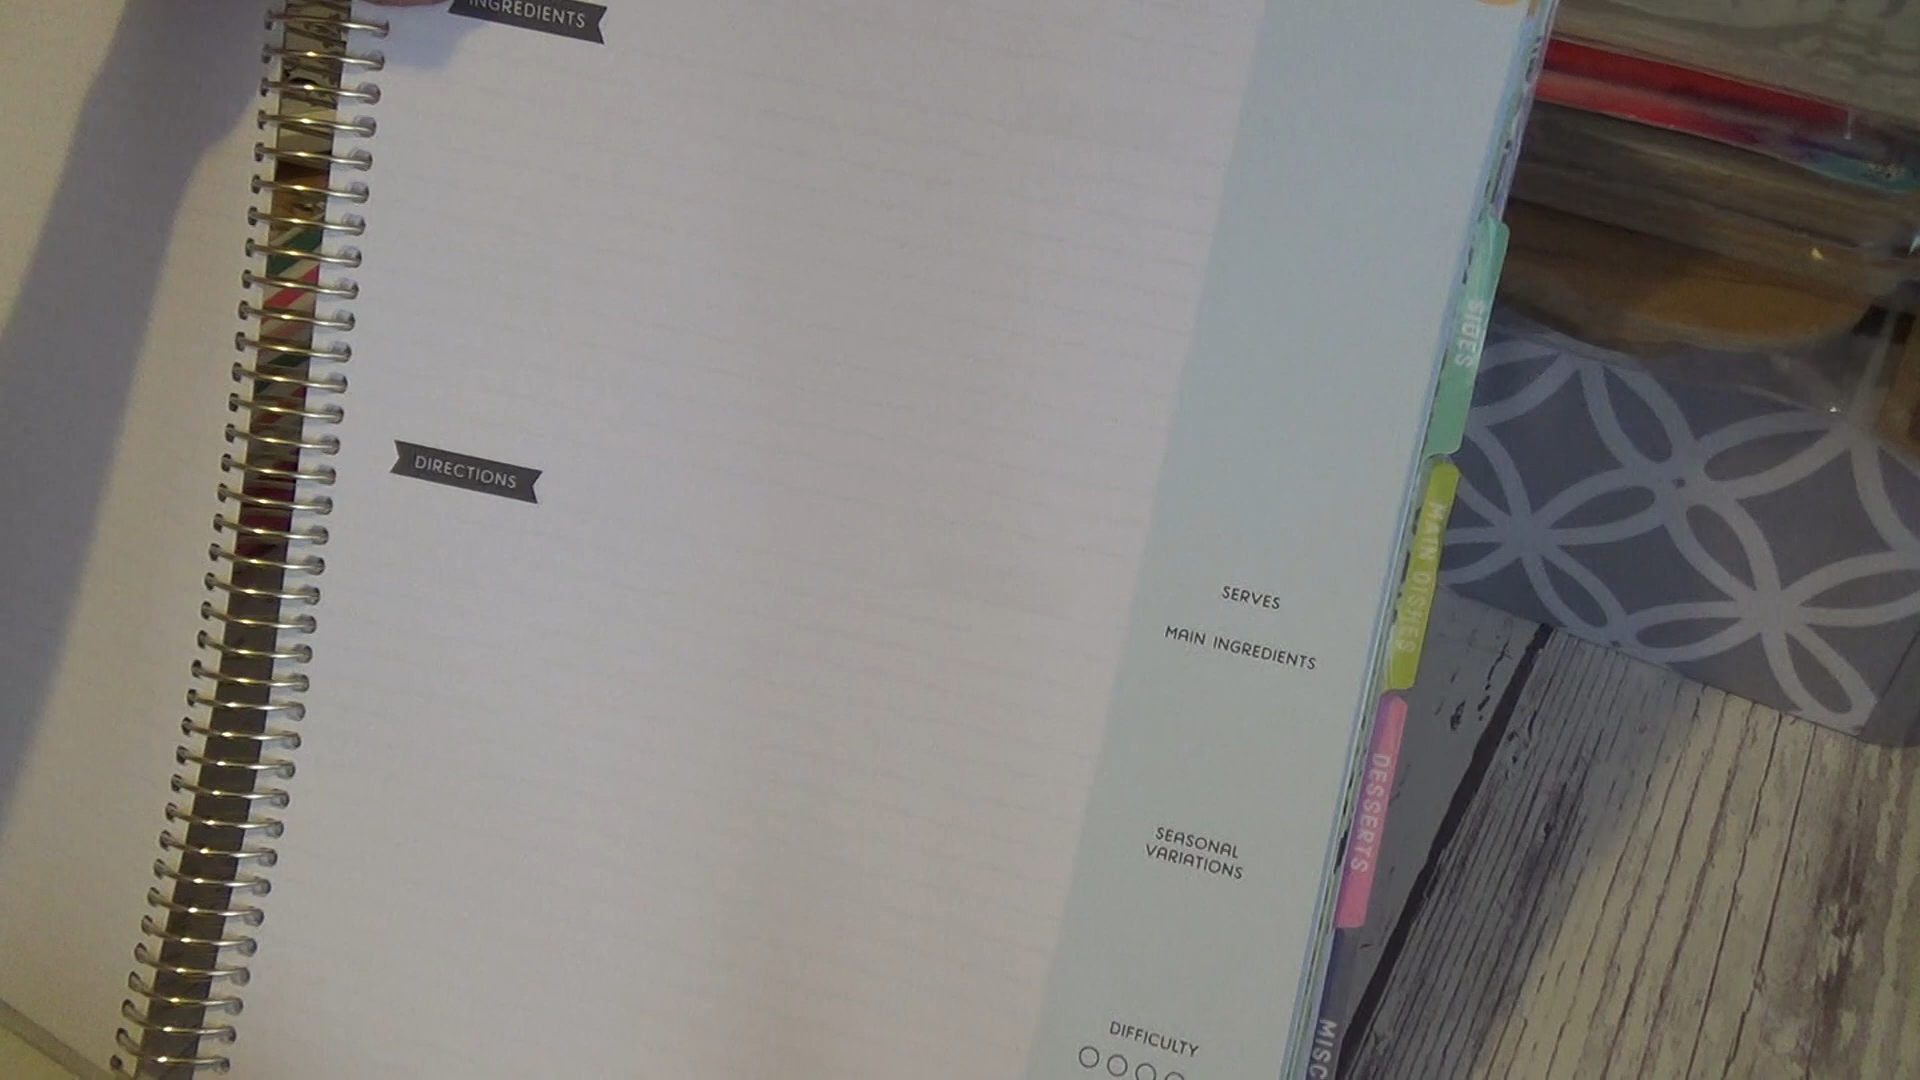 INGREDIENTS
DIRECTIONS
SERVES
MAIN INGREDIENTS
SEASONAL
VARIATIONS
DIFFICULTY
SIDES
MAIN DISHES
DESSERTS
MISC